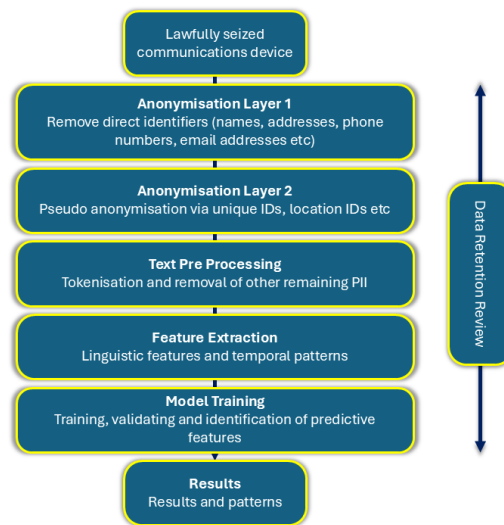 Lawfully seized
communications device
Anonymisation Layer 1
Remove direct identifiers (names, addresses, phone
numbers, email addresses etc)
Anonymisation Layer 2
Pseudo anonymisation via unique IDs, location IDs etc
Text Pre Processing
Tokenisation and removal of other remaining PII
Feature Extraction
Linguistic features and temporal patterns
Model Training
Training, validating and identification of predictive
features
Results
Results and patterns
Data Retention Review